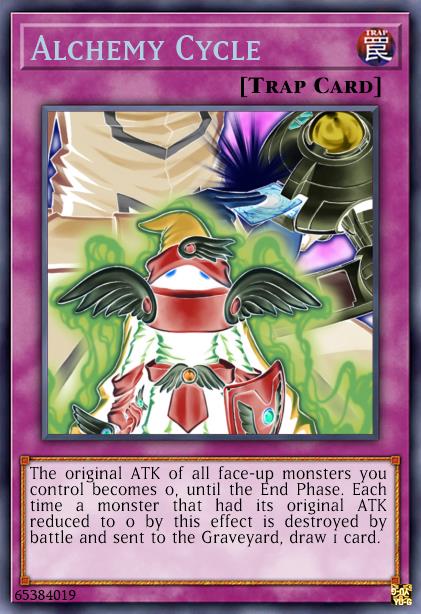 ALCHEMY CYCLE
TRAP
罠
[TRAP CARD]
The original ATK of all face-up monsters you
control becomes 0, until the End Phase. Each
time a monster that had its original ATK
reduced to 0 by this effect is destroyed by
battle and sent to the Graveyard, draw 1 card.
65384019